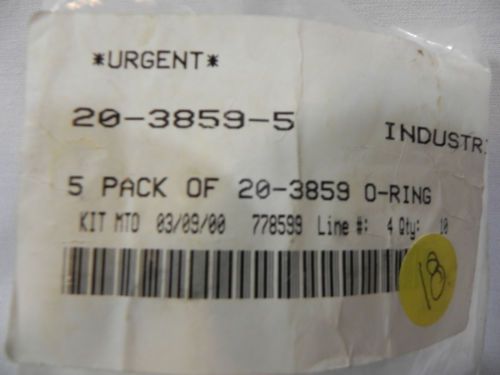 *URGENT*
20-3859-5
INDUSTRI
5 PACK OF 20-3859 O-RING
KIT MTO 03/09/00 778599 Line #: 4 Qty: 10
18